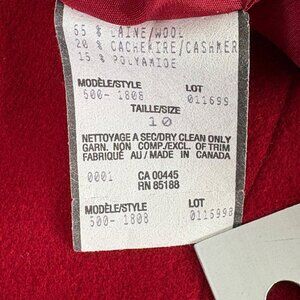 65 % LAINE/WOOL
20 % CACHEMIRE/CASHMER
15 % POLYAMIDE
MODÈLE/STYLE LOT
500- 1808 011699
TAILLE/SIZE
10
NETTOYAGE A SEC/DRY CLEAN ONLY
GARN. NON COMP./EXCL. OF TRIM
FABRIQUÉ AU/MADE IN CANADA
0001 CA 00445
RN 85188
MODÈLE/STYLE LOT
500- 1808